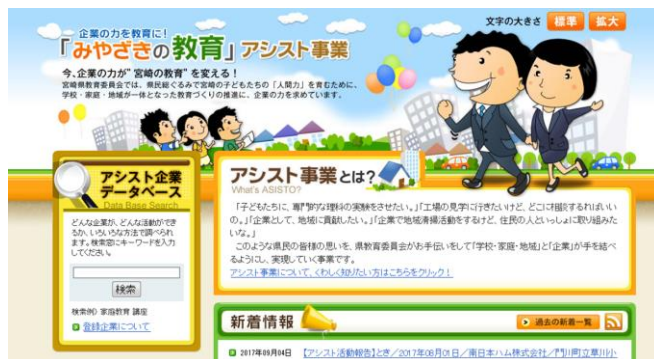 文字の大きさ 標準 拡大
企業の力を教育に!
「みやざきの教育」アシスト事業
今、企業の力が"宮崎の教育"を変える!
宮崎県教育委員会では、県民総ぐるみで宮崎の子どもたちの「人間力」を育むために、
学校・家庭・地域が一体となった教育づくりの推進に、企業の力を求めています。
アシスト企業
データベース
Data Base Search
どんな企業が、どんな活動ができ
るか、いろいろな方法で調べられ
ます。検索窓にキーワードを入力
してください。
検索
検索例) 家庭教育 講座
登録企業について
アシスト事業とは?
What's ASISTO?
「子どもたちに、専門的な理科の実験をさせたい。」「工場の見学に行きたいけど、どこに相談するればいい
の。」「企業として、地域に貢献したい。」「企業で地域清掃活動をするけど、住民の人といっしょに取り組みた
いな。」
このような県民の皆様の思いを、県教育委員会がお手伝いをして「学校・家庭・地域」と「企業」が手を結べ
るようにし、実現していく事業です。
アシスト事業について、くわしく知りたい方はこちらをクリック!
新着情報
過去の新着一覧
2017年09月04日 【アシスト活動報告】とき/2017年08月01日/南日本ハム株式会社/門川町立草川小